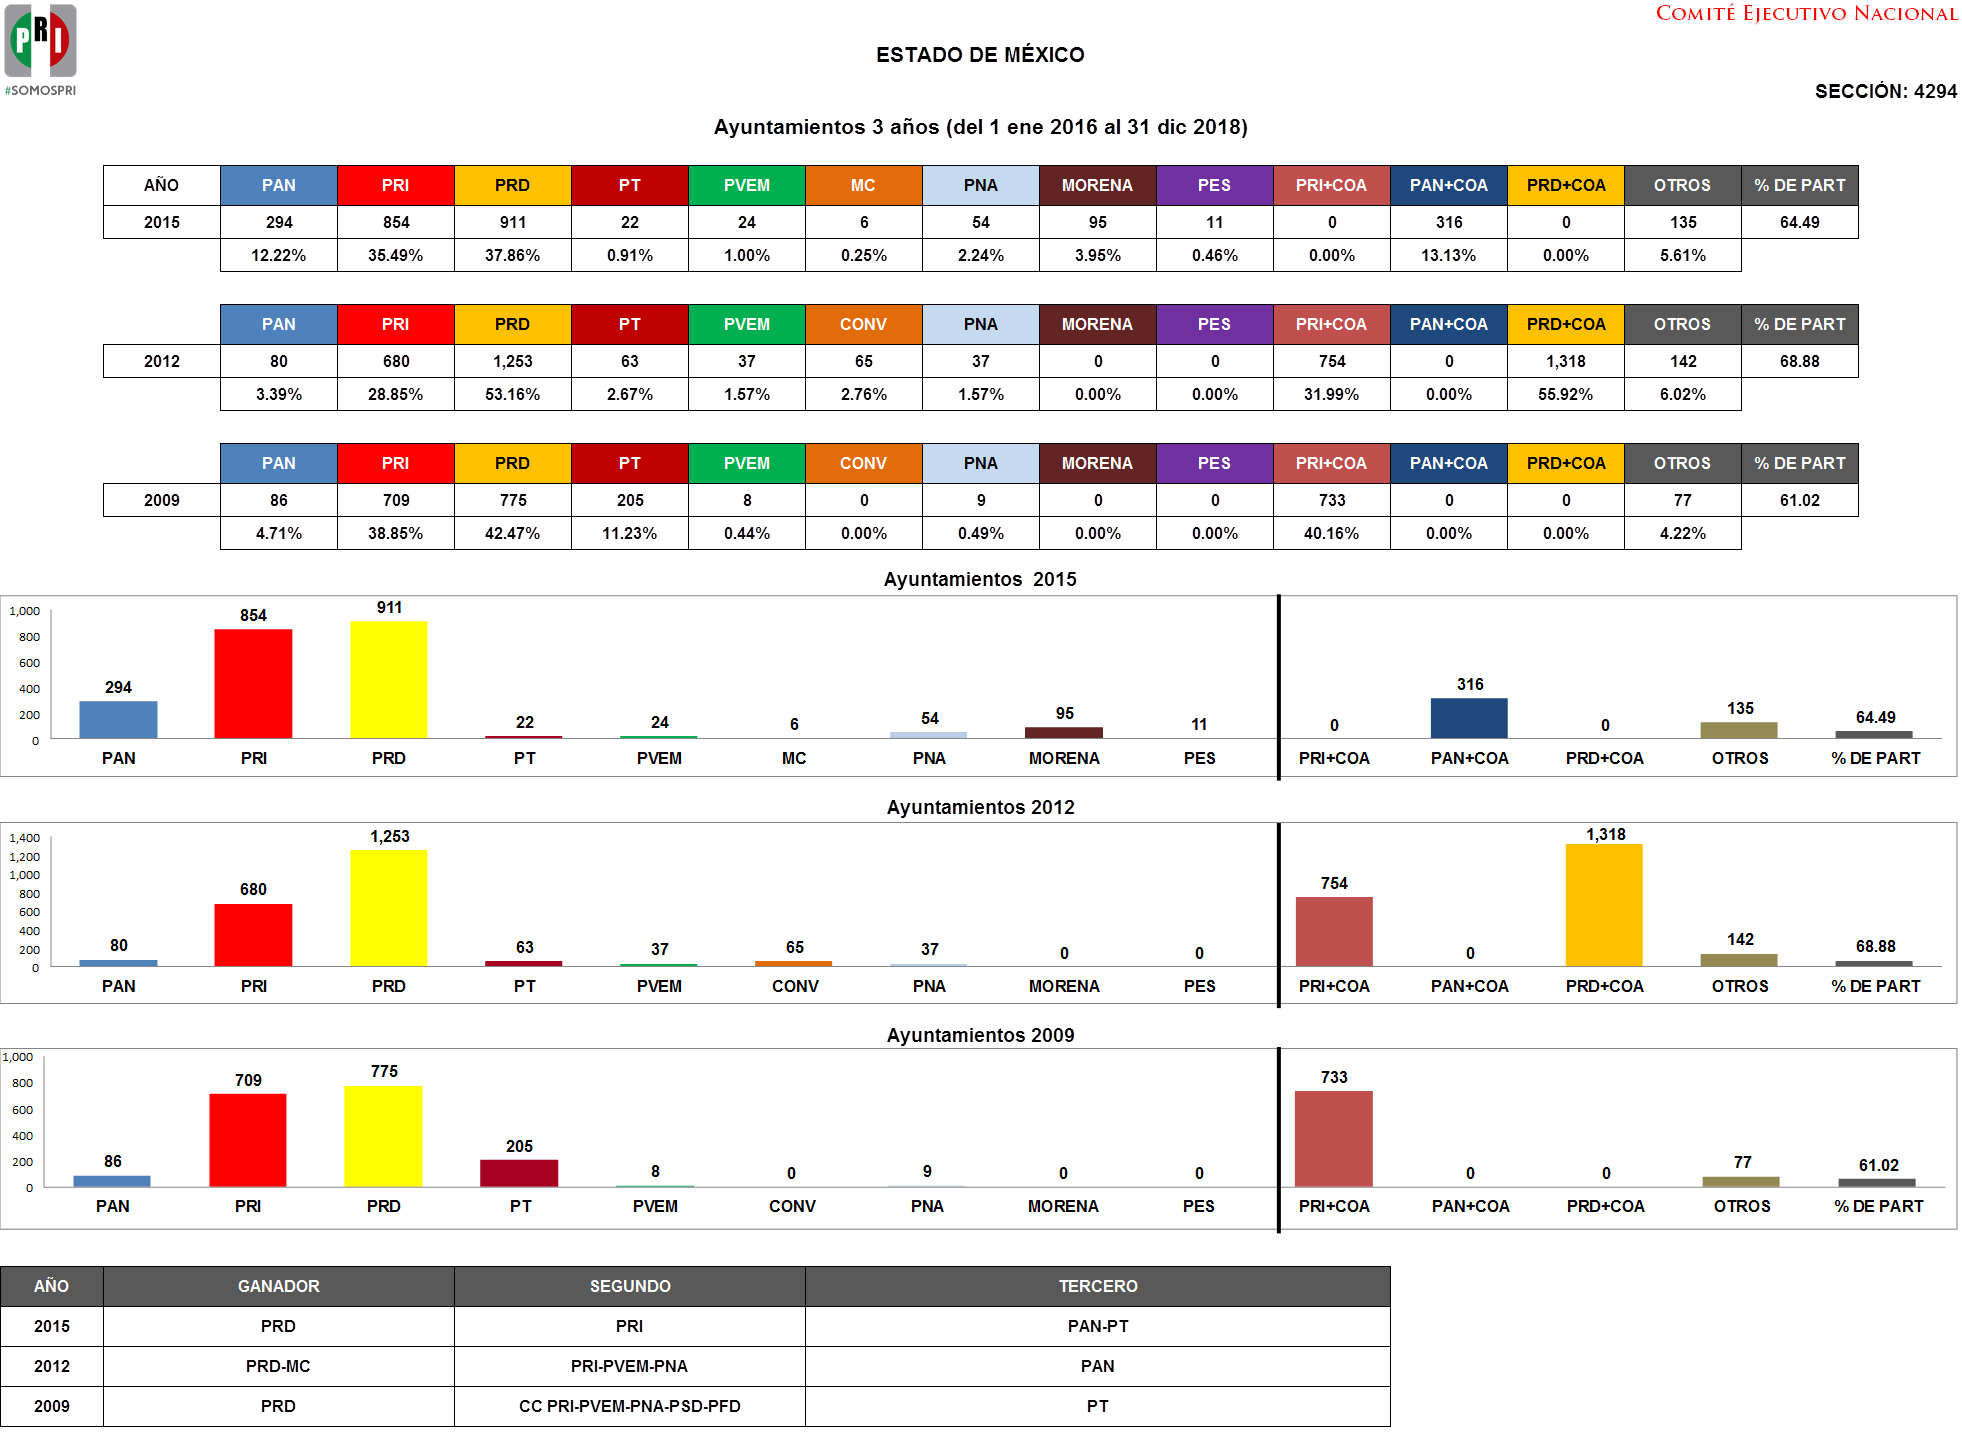 PRI
#SOMOSPRI
COMITÉ EJECUTIVO NACIONAL
ESTADO DE MÉXICO
SECCIÓN: 4294
Ayuntamientos 3 años (del 1 ene 2016 al 31 dic 2018)
AÑO PAN PRI PRD PT PVEM MC PNA MORENA PES PRI+COA PAN+COA PRD+COA OTROS % DE PART
2015 294 854 911 22 24 6 54 95 11 0 316 0 135 64.49
12.22% 35.49% 37.86% 0.91% 1.00% 0.25% 2.24% 3.95% 0.46% 0.00% 13.13% 0.00% 5.61%
PAN PRI PRD PT PVEM CONV PNA MORENA PES PRI+COA PAN+COA PRD+COA OTROS % DE PART
2012 80 680 1,253 63 37 65 37 0 0 754 0 1,318 142 68.88
3.39% 28.85% 53.16% 2.67% 1.57% 2.76% 1.57% 0.00% 0.00% 31.99% 0.00% 55.92% 6.02%
PAN PRI PRD PT PVEM CONV PNA MORENA PES PRI+COA PAN+COA PRD+COA OTROS % DE PART
2009 86 709 775 205 8 0 9 0 0 733 0 0 77 61.02
4.71% 38.85% 42.47% 11.23% 0.44% 0.00% 0.49% 0.00% 0.00% 40.16% 0.00% 0.00% 4.22%
Ayuntamientos 2015
1,000
800
600
400
200
0
294 854 911 22 24 6 54 95 11 0 316 0 135 64.49
PAN PRI PRD PT PVEM MC PNA MORENA PES PRI+COA PAN+COA PRD+COA OTROS % DE PART
Ayuntamientos 2012
1,400
1,200
1,000
800
600
400
200
0
80 680 1,253 63 37 65 37 0 0 754 0 1,318 142 68.88
PAN PRI PRD PT PVEM CONV PNA MORENA PES PRI+COA PAN+COA PRD+COA OTROS % DE PART
Ayuntamientos 2009
1,000
800
600
400
200
0
86 709 775 205 8 0 9 0 0 733 0 0 77 61.02
PAN PRI PRD PT PVEM CONV PNA MORENA PES PRI+COA PAN+COA PRD+COA OTROS % DE PART
AÑO GANADOR SEGUNDO TERCERO
2015 PRD PRI PAN-PT
2012 PRD-MC PRI-PVEM-PNA PAN
2009 PRD CC PRI-PVEM-PNA-PSD-PFD PT